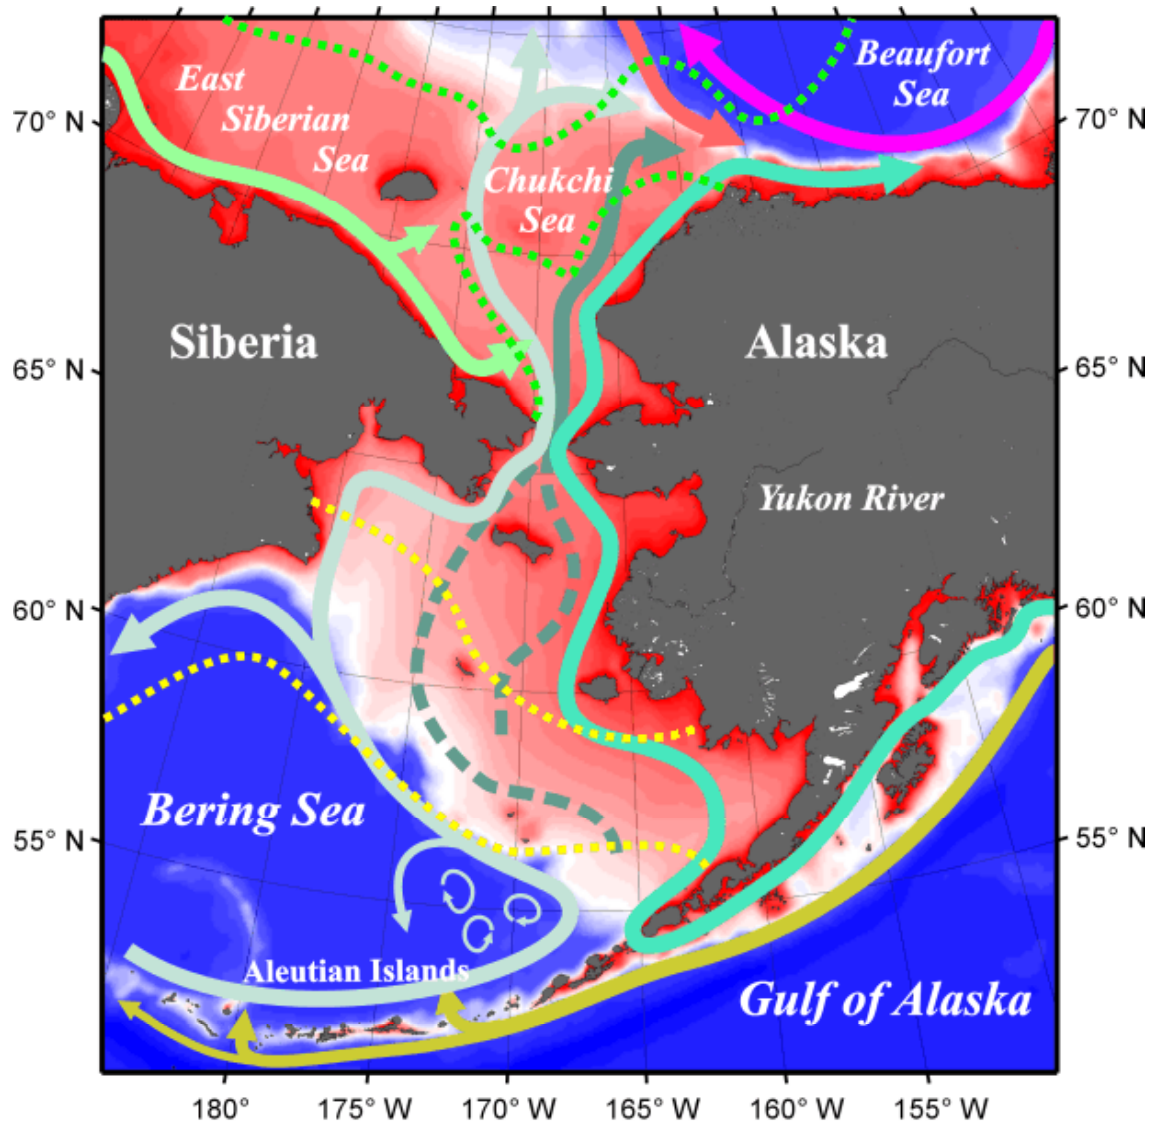 East
Siberian
Sea
Beaufort
Sea
70° N
70° N
Chukchi
Sea
Siberia
Alaska
65° N
65° N
Yukon River
60° N
60° N
Bering Sea
55° N
55° N
Aleutian Islands
Gulf of Alaska
180° 175° W 170° W 165° W 160° W 155° W